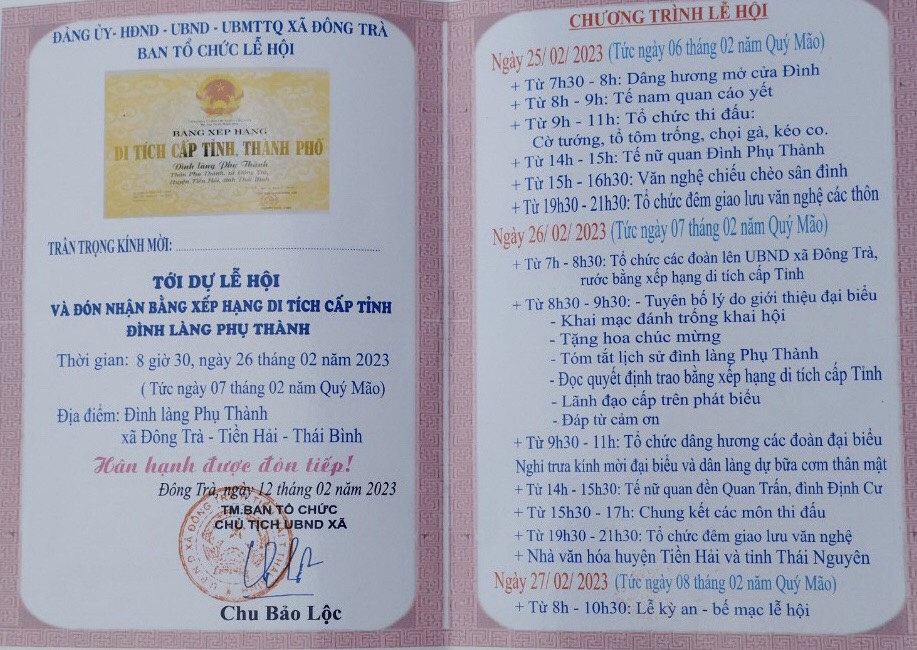 ĐẢNG ỦY- HĐND - UBND - UBMTTQ XÃ ĐÔNG TRÀ
BAN TỔ CHỨC LỄ HỘI
BẰNG XẾP HẠNG
DI TÍCH CẤP TỈNH, THÀNH PHỐ
Đình làng Phụ Thành
Thôn Phụ Thành, xã Đông Trà,
Huyện Tiền Hải, tỉnh Thái Bình
TRÂN TRỌNG KÍNH MỜI:
TỚI DỰ LỄ HỘI
VÀ ĐÓN NHẬN BẰNG XẾP HẠNG DI TÍCH CẤP TỈNH
ĐÌNH LÀNG PHỤ THÀNH
Thời gian: 8 giờ 30, ngày 26 tháng 02 năm 2023
( Tức ngày 07 tháng 02 năm Quý Mão)
Địa điểm: Đình làng Phụ Thành
xã Đông Trà - Tiền Hải - Thái Bình
Hân hạnh được đón tiếp!
Đông Trà, ngày 12 tháng 02 năm 2023
TM.BAN TỔ CHỨC
CHỦ TỊCH UBND XÃ
Chu Bảo Lộc
CHƯƠNG TRÌNH LỄ HỘI
Ngày 25/ 02/ 2023 (Tức ngày 06 tháng 02 năm Quý Mão)
+ Từ 7h30 - 8h: Dâng hương mở cửa Đình
+ Từ 8h - 9h: Tế nam quan cáo yết
+ Từ 9h - 11h: Tổ chức thi đấu:
Cờ tướng, tổ tôm trống, chọi gà, kéo co.
+ Từ 14h - 15h: Tế nữ quan Đình Phụ Thành
+ Từ 15h - 16h30: Văn nghệ chiếu chèo sân đình
+ Từ 19h30 - 21h30: Tổ chức đêm giao lưu văn nghệ các thôn
Ngày 26/ 02/ 2023 (Tức ngày 07 tháng 02 năm Quý Mão)
+ Từ 7h - 8h30: Tổ chức các đoàn lên UBND xã Đông Trà,
rước bằng xếp hạng di tích cấp Tỉnh
+ Từ 8h30 - 9h30: - Tuyên bố lý do giới thiệu đại biểu
- Khai mạc đánh trống khai hội
- Tặng hoa chúc mừng
- Tóm tắt lịch sử đình làng Phụ Thành
- Đọc quyết định trao bằng xếp hạng di tích cấp Tỉnh
- Lãnh đạo cấp trên phát biểu
- Đáp từ cảm ơn
+ Từ 9h30 - 11h: Tổ chức dâng hương các đoàn đại biểu
Nghỉ trưa kính mời đại biểu và dân làng dự bữa cơm thân mật
+ Từ 14h - 15h30: Tế nữ quan đền Quan Trấn, đình Định Cư
+ Từ 15h30 - 17h: Chung kết các môn thi đấu
+ Từ 19h30 - 21h30: Tổ chức đêm giao lưu văn nghệ
+ Nhà văn hóa huyện Tiền Hải và tỉnh Thái Nguyên
Ngày 27/ 02/ 2023 (Tức ngày 08 tháng 02 năm Quý Mão)
+ Từ 8h - 10h30: Lễ kỳ an - bế mạc lễ hội